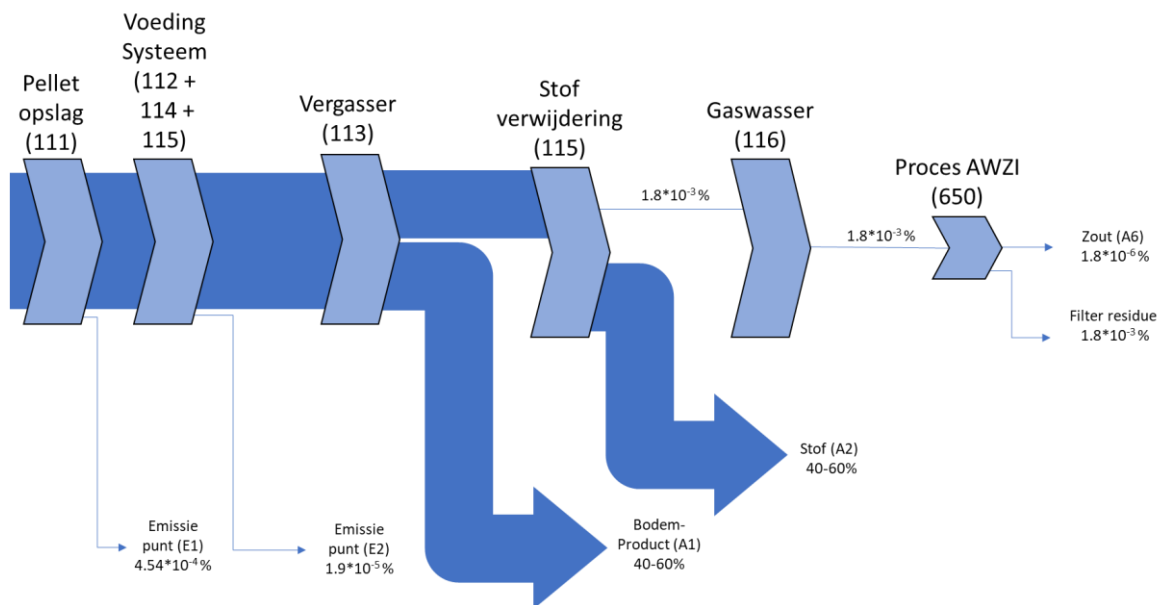 Voeding
Systeem
(112 +
114 +
115)
Pellet
opslag
(111)
Vergasser
(113)
Stof
verwijdering
(115)
Gaswasser
(116)
Proces AWZI
(650)
1.8*10⁻³%
1.8*10⁻³%
Zout (A6)
1.8*10⁻⁶%
Filter residue
1.8*10⁻³%
Stof (A2)
40-60%
Emissie
punt (E1)
4.54*10⁻⁴%
Emissie
punt (E2)
1.9*10⁻⁵%
Bodem-
Product (A1)
40-60%